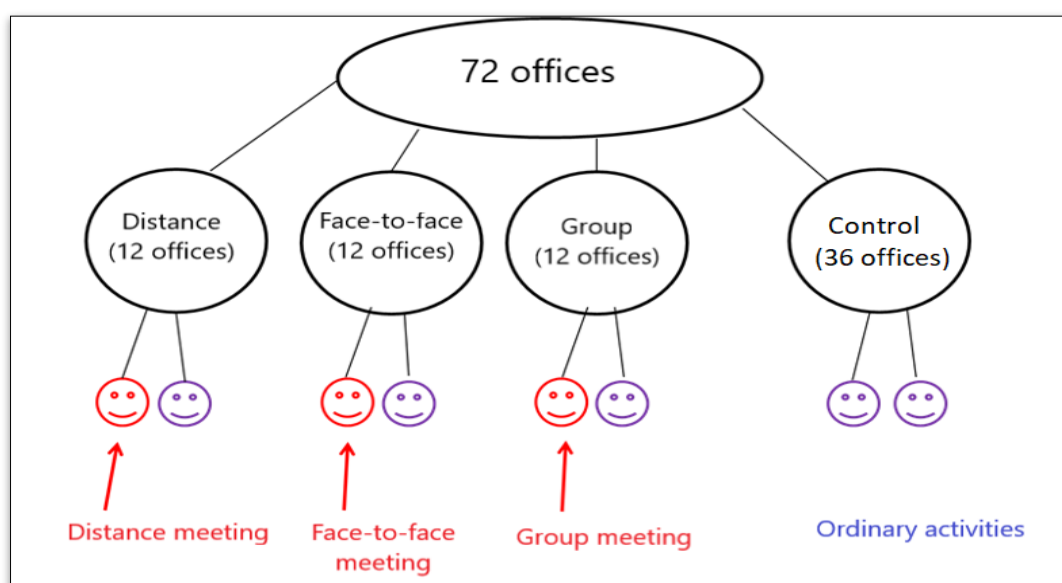 72 offices
Distance
(12 offices)
Face-to-face
(12 offices)
Group
(12 offices)
Control
(36 offices)
Distance meeting
Face-to-face
meeting
Group meeting
Ordinary activities